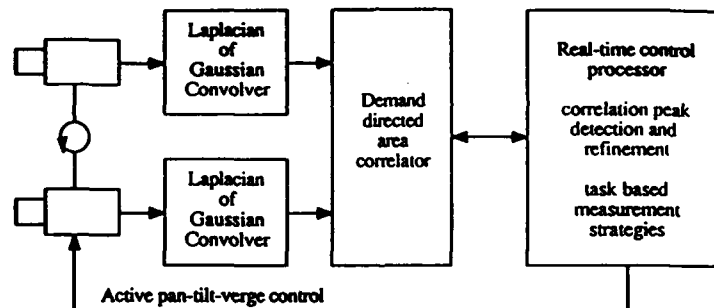 Laplacian
of
Gaussian
Convolver
Laplacian
of
Gaussian
Convolver
Demand
directed
area
correlator
Real-time control
processor
correlation peak
detection and
refinement
task based
measurement
strategies
Active pan-tilt-verge control